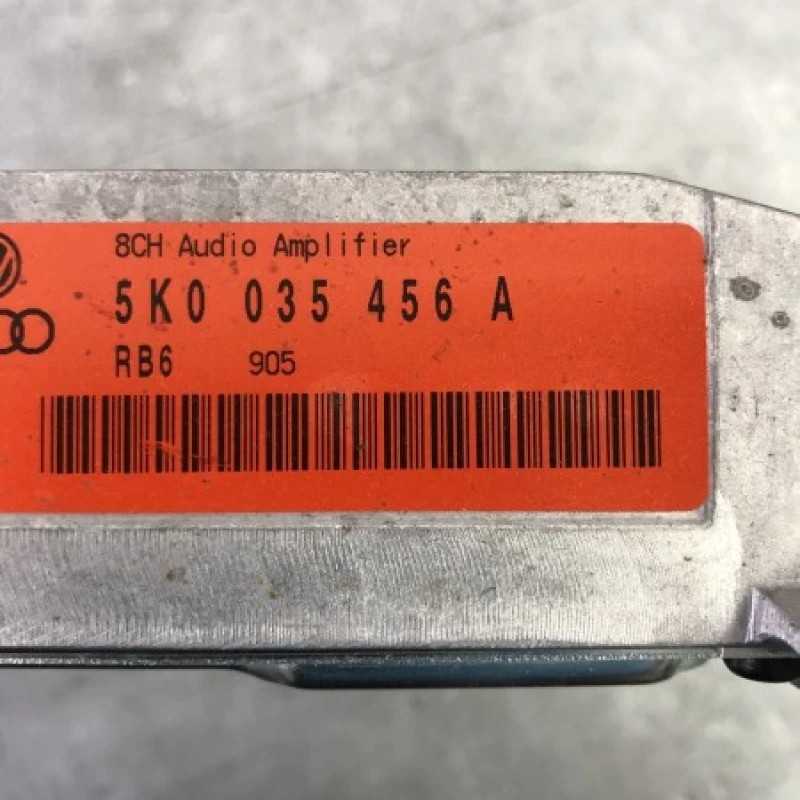 8CH Audio Amplifier
5K0 035 456 A
RB6 905